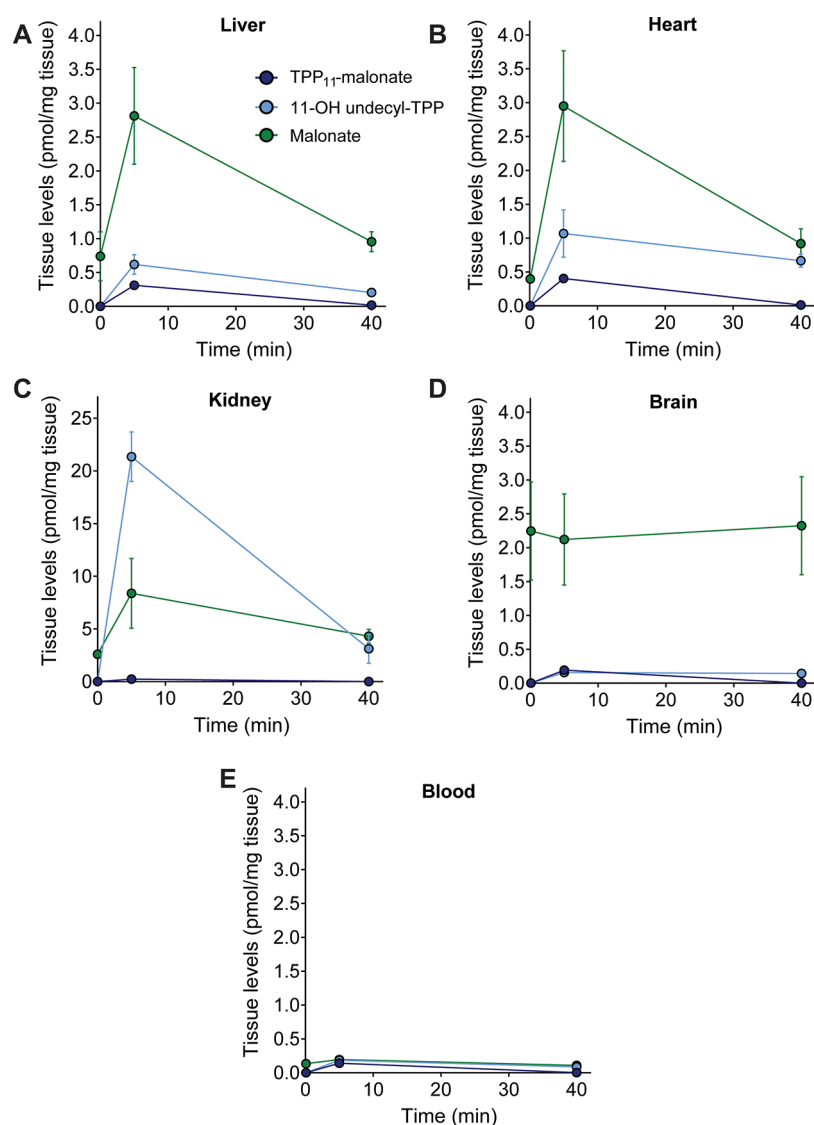 A
Liver
Tissue levels (pmol/mg tissue)
4.0
3.5
3.0
2.5
2.0
1.5
1.0
0.5
0.0
0
10
20
30
40
Time (min)
TPP₁₁-malonate
11-OH undecyl-TPP
Malonate
B
Heart
Tissue levels (pmol/mg tissue)
4.0
3.5
3.0
2.5
2.0
1.5
1.0
0.5
0.0
0
10
20
30
40
Time (min)
C
Kidney
Tissue levels (pmol/mg tissue)
25
20
15
10
5
0
0
10
20
30
40
Time (min)
D
Brain
Tissue levels (pmol/mg tissue)
4.0
3.5
3.0
2.5
2.0
1.5
1.0
0.5
0.0
0
10
20
30
40
Time (min)
E
Blood
Tissue levels (pmol/mg tissue)
4.0
3.5
3.0
2.5
2.0
1.5
1.0
0.5
0.0
0
10
20
30
40
Time (min)